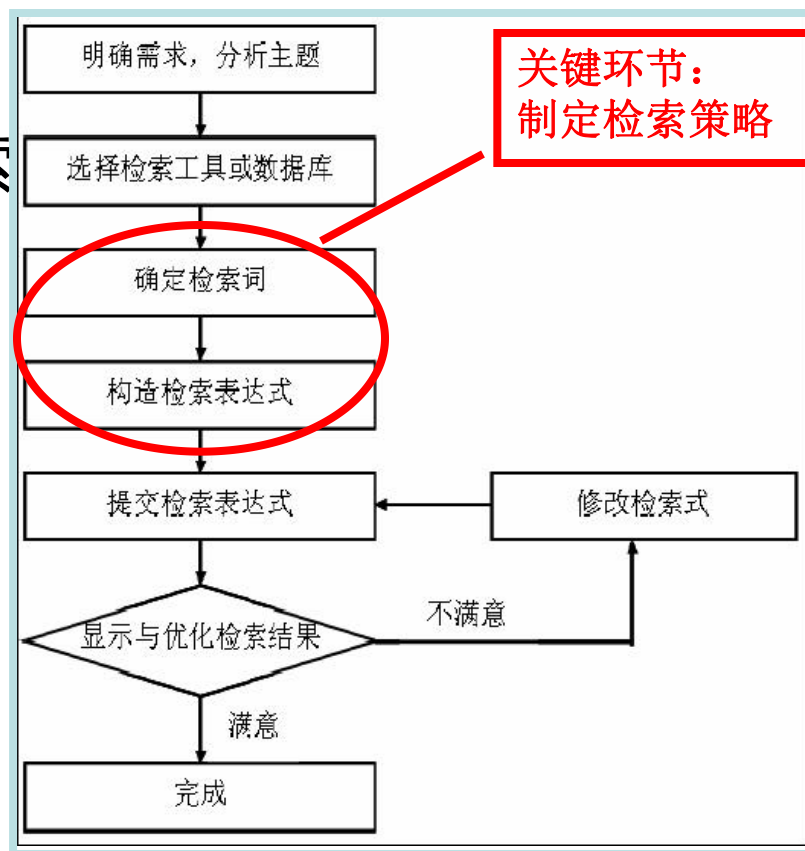 明确需求，分析主题
关键环节：
制定检索策略
选择检索工具或数据库
确定检索词
构造检索表达式
提交检索表达式
修改检索式
显示与优化检索结果
不满意
满意
完成